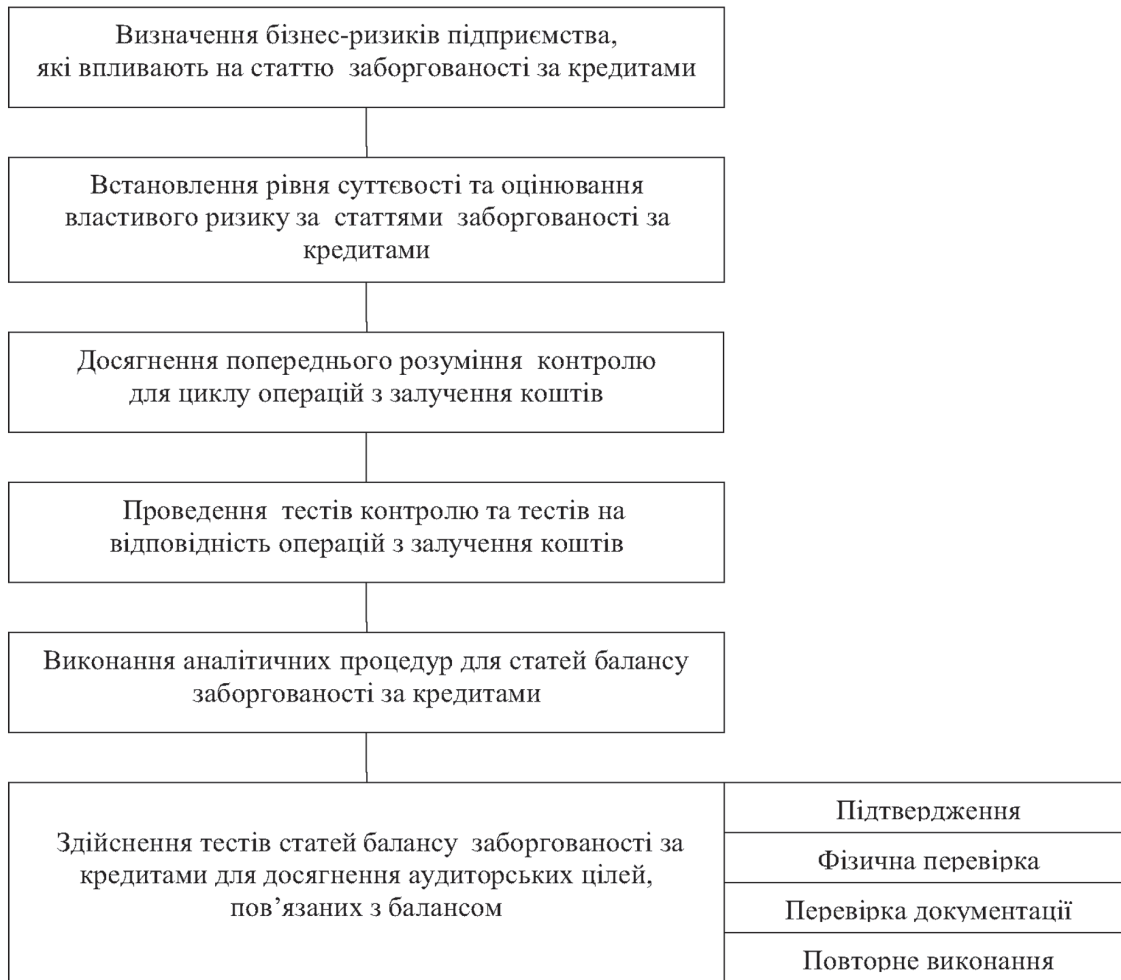 Визначення бізнес-ризиків підприємства,
які впливають на статтю заборгованості за кредитами
Встановлення рівня суттєвості та оцінювання
властивого ризику за статтями заборгованості за
кредитами
Досягнення попереднього розуміння контролю
для циклу операцій з залучення коштів
Проведення тестів контролю та тестів на
відповідність операцій з залучення коштів
Виконання аналітичних процедур для статей балансу
заборгованості за кредитами
Здійснення тестів статей балансу заборгованості за
кредитами для досягнення аудиторських цілей,
пов’язаних з балансом
Підтвердження
Фізична перевірка
Перевірка документації
Повторне виконання